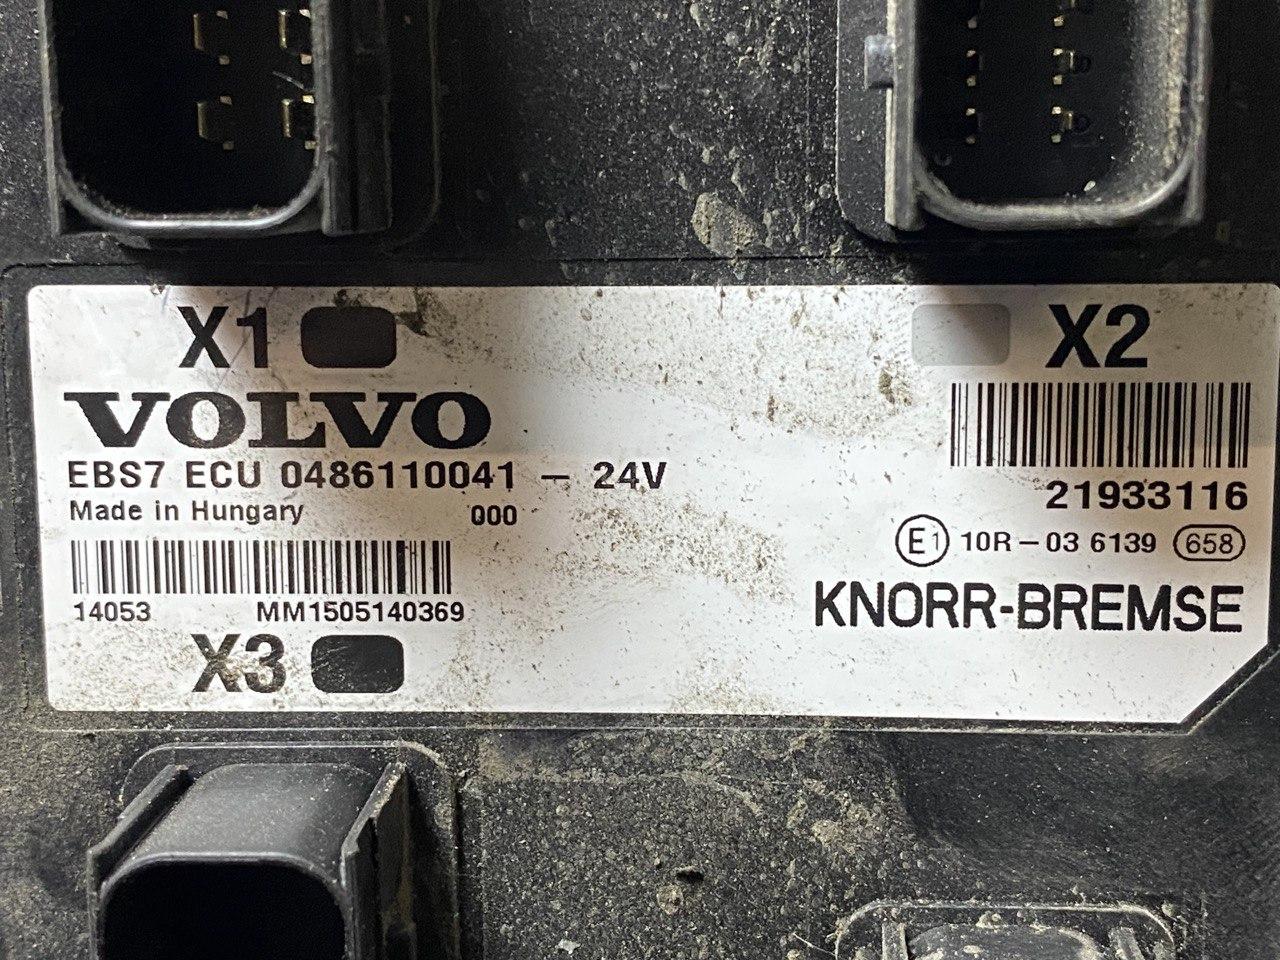 X1
X2
VOLVO
EBS7 ECU 0486110041 – 24V
Made in Hungary 000
21933116
E1 10R – 03 6139 658
14053 MM1505140369
KNORR-BREMSE
X3